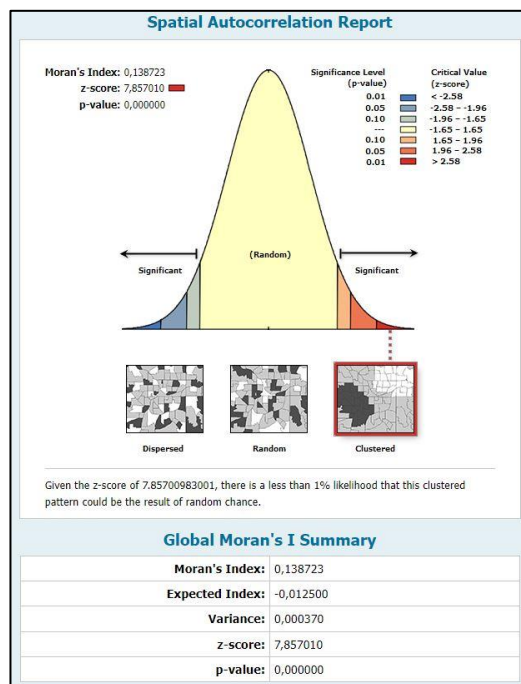 Spatial Autocorrelation Report
Moran's Index: 0,138723
z-score: 7,857010
p-value: 0,000000
Significance Level
(p-value)
Critical Value
(z-score)
0.01 < -2.58
0.05 -2.58 – -1.96
0.10 -1.96 – -1.65
--- -1.65 – 1.65
0.10 1.65 – 1.96
0.05 1.96 – 2.58
0.01 > 2.58
Significant
(Random)
Significant
Dispersed
Random
Clustered
Given the z-score of 7.85700983001, there is a less than 1% likelihood that this clustered
pattern could be the result of random chance.
Global Moran's I Summary
Moran's Index: 0,138723
Expected Index: -0,012500
Variance: 0,000370
z-score: 7,857010
p-value: 0,000000